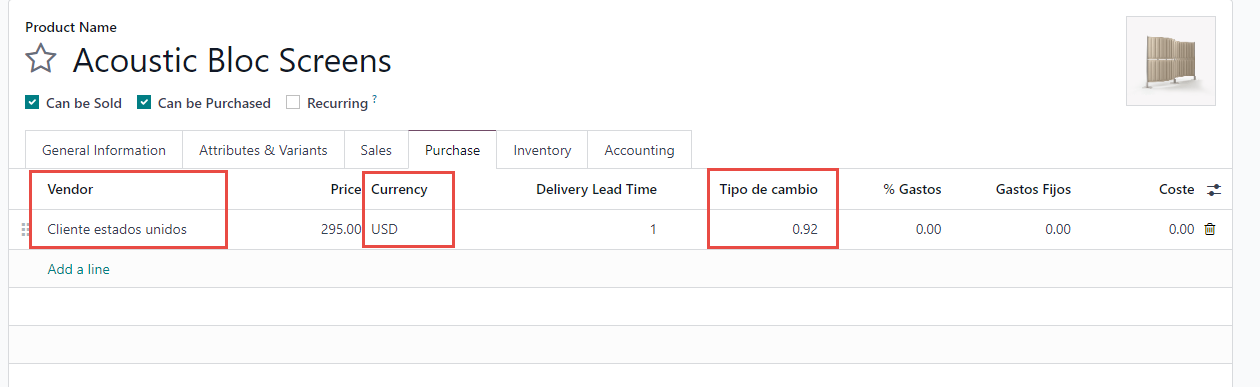 Product Name
Acoustic Bloc Screens
Can be Sold Can be Purchased Recurring ?
General Information Attributes & Variants Sales Purchase Inventory Accounting
Vendor Price Currency Delivery Lead Time Tipo de cambio % Gastos Gastos Fijos Coste
Cliente estados unidos 295.00 USD 1 0.92 0.00 0.00 0.00
Add a line